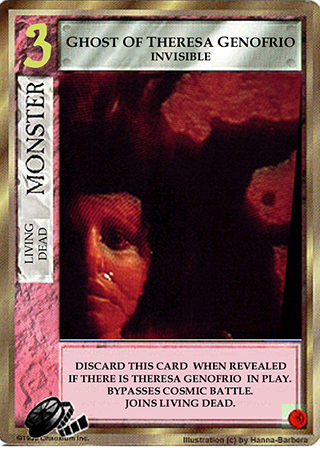 3
GHOST OF THERESA GENOFRIO
INVISIBLE
MONSTER
LIVING
DEAD
DISCARD THIS CARD WHEN REVEALED
IF THERE IS THERESA GENOFRIO IN PLAY.
BYPASSES COSMIC BATTLE.
JOINS LIVING DEAD.
Chaosium Inc.
Illustration (c) by Hanna-Barbera